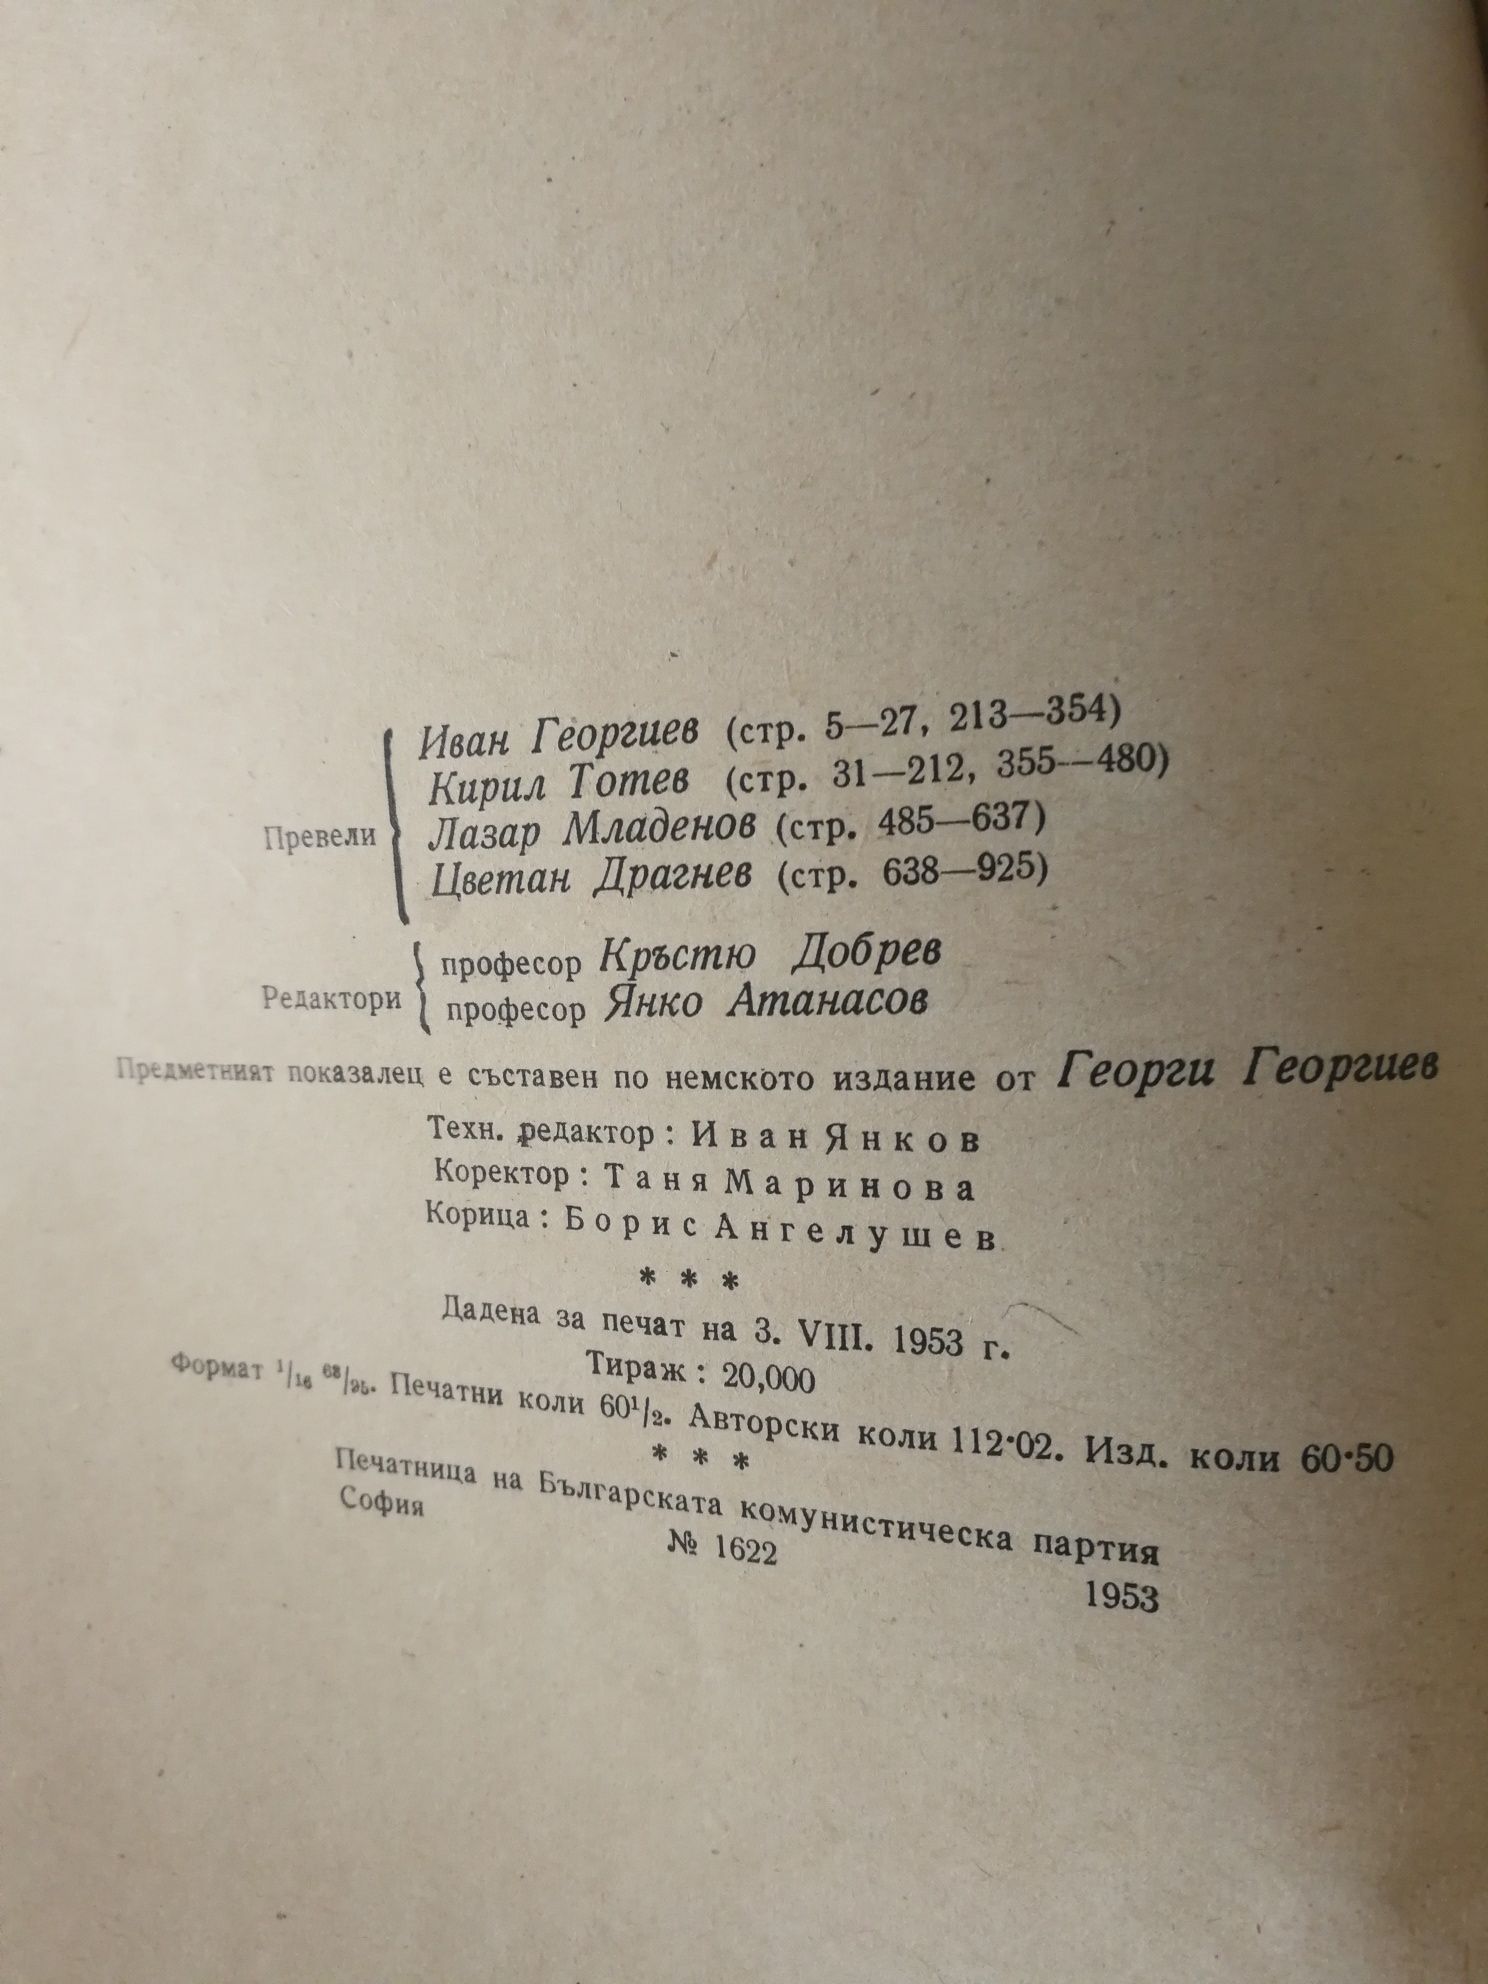 Превели
Иван Георгиев (стр. 5—27, 213—354)
Кирил Тотев (стр. 31—212, 355—480)
Лазар Младенов (стр. 485—637)
Цветан Драгнев (стр. 638—925)
Редактори
професор Кръстю Добрев
професор Янко Атанасов
Предметният показалец е съставен по немското издание от Георги Георгиев
Техн. редактор : Иван Янков
Коректор : Таня Маринова
Корица : Борис Ангелушев
* * *
Дадена за печат на 3. VIII. 1953 г.
Тираж : 20,000
Формат 1/16 68/95. Печатни коли 60 1/2. Авторски коли 112·02. Изд. коли 60·50
* * *
Печатница на Българската комунистическа партия
София
№ 1622
1953